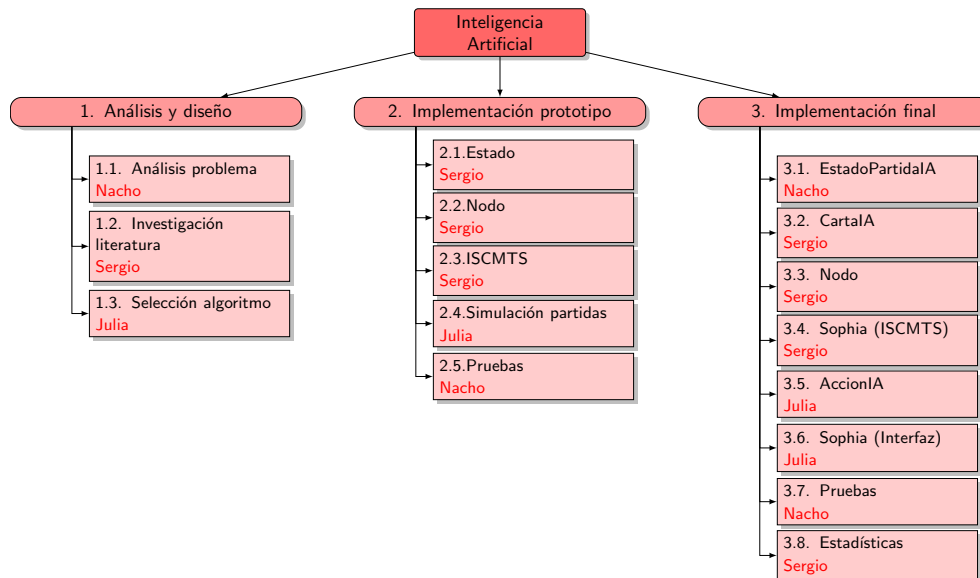 Inteligencia
Artificial
1. Análisis y diseño
1.1. Análisis problema
Nacho
1.2. Investigación
literatura
Sergio
1.3. Selección algoritmo
Julia
2. Implementación prototipo
2.1.Estado
Sergio
2.2.Nodo
Sergio
2.3.ISCMTS
Sergio
2.4.Simulación partidas
Julia
2.5.Pruebas
Nacho
3. Implementación final
3.1. EstadoPartidaIA
Nacho
3.2. CartaIA
Sergio
3.3. Nodo
Sergio
3.4. Sophia (ISCMTS)
Sergio
3.5. AccionIA
Julia
3.6. Sophia (Interfaz)
Julia
3.7. Pruebas
Nacho
3.8. Estadísticas
Sergio